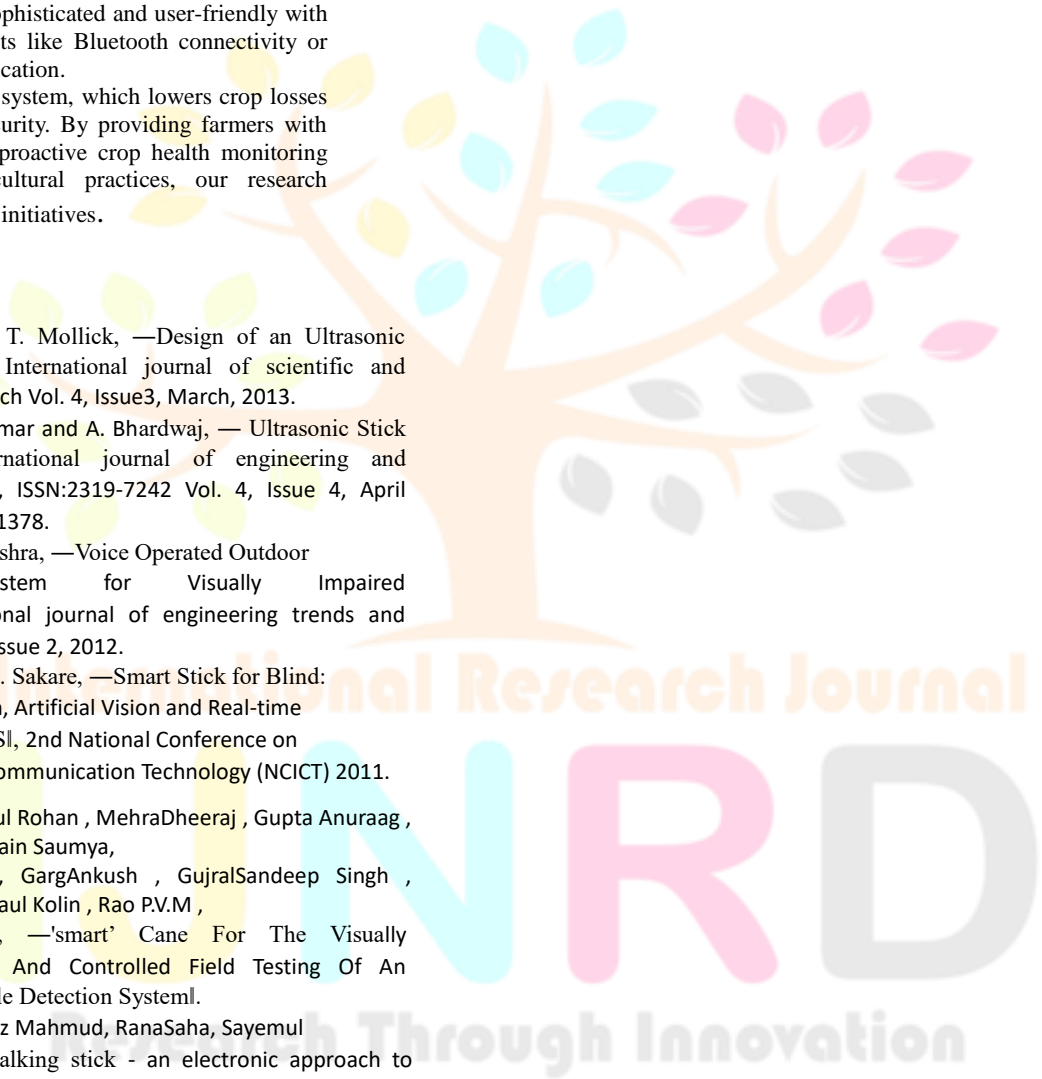 phisticated and user-friendly with
ts like Bluetooth connectivity or
cation.
system, which lowers crop losses
urity. By providing farmers with
proactive crop health monitoring
cultural practices, our research
initiatives.
T. Mollick, ―Design of an Ultrasonic
International journal of scientific and
ch Vol. 4, Issue3, March, 2013.
mar and A. Bhardwaj, ― Ultrasonic Stick
rnational journal of engineering and
, ISSN:2319-7242 Vol. 4, Issue 4, April
1378.
shra, ―Voice Operated Outdoor
stem for Visually Impaired
onal journal of engineering trends and
ssue 2, 2012.
. Sakare, ―Smart Stick for Blind:
, Artificial Vision and Real-time
S‖, 2nd National Conference on
ommunication Technology (NCICT) 2011.
ul Rohan , MehraDheeraj , Gupta Anuraag ,
ain Saumya,
, GargAnkush , GujralSandeep Singh ,
aul Kolin , Rao P.V.M ,
, ―'smart’ Cane For The Visually
And Controlled Field Testing Of An
le Detection System‖.
z Mahmud, RanaSaha, Sayemul
alking stick - an electronic approach to
International Research Journal
IJNRD
Research Through Innovation